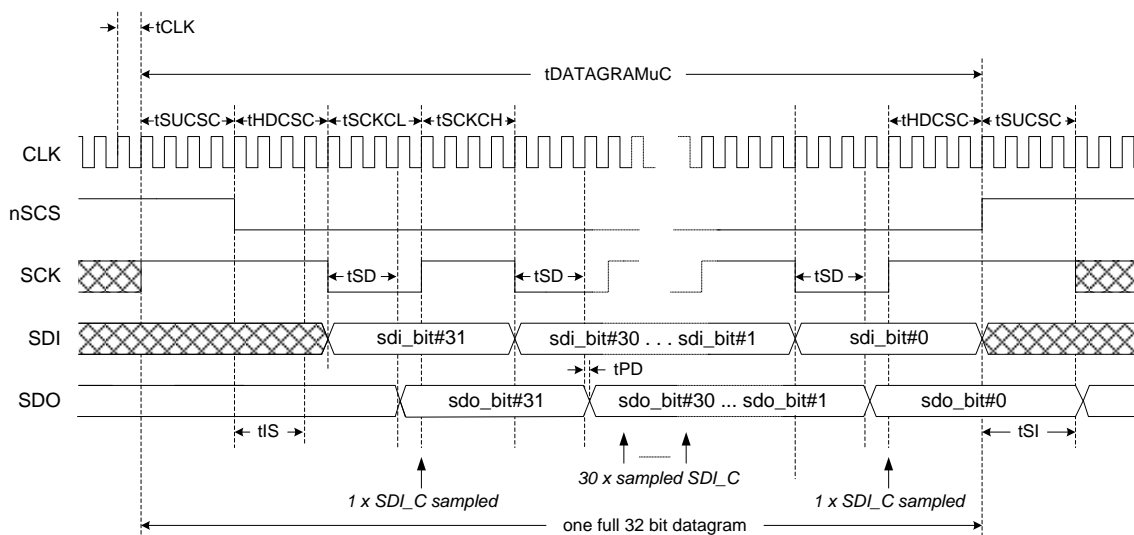 tCLK
tDATAGRAMuC
tSUCSC tHDCSC tSCKCL tSCKCH tHDCSC tSUCSC
CLK
nSCS
SCK tSD tSD tSD
SDI sdi_bit#31 sdi_bit#30 . . . sdi_bit#1 sdi_bit#0
tPD
SDO sdo_bit#31 sdo_bit#30 ... sdo_bit#1 sdo_bit#0
tIS tSI
30 x sampled SDI_C
1 x SDI_C sampled 1 x SDI_C sampled
one full 32 bit datagram